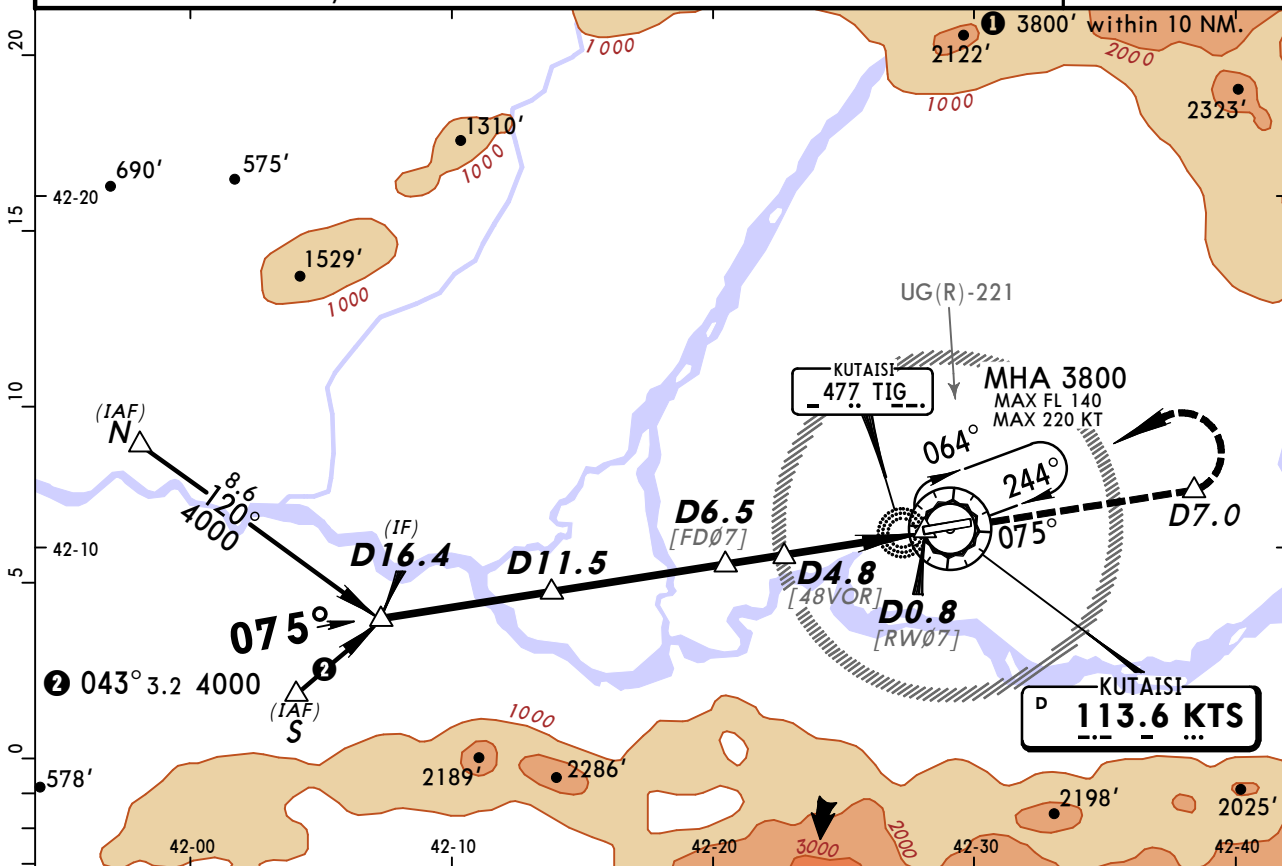 20
1000
❶ 3800' within 10 NM.
2122'
2000
1000
2323'
1310'
1000
690'
575'
42-20
15
1529'
1000
UG(R)-221
KUTAISI
477 TIG
MHA 3800
MAX FL 140
MAX 220 KT
10
(IAF)
N
064°
244°
8.6
120°
4000
D6.5
[FDØ7]
D7.0
075°
(IF)
D16.4
42-10
D11.5
5
D4.8
[48VOR]
D0.8
[RWØ7]
075°
❷
❷ 043° 3.2 4000
(IAF)
S
KUTAISI
D
113.6 KTS
1000
0
2189'
2286'
578'
2198'
2025'
42-00
42-10
42-20
3000
2000
42-30
42-40